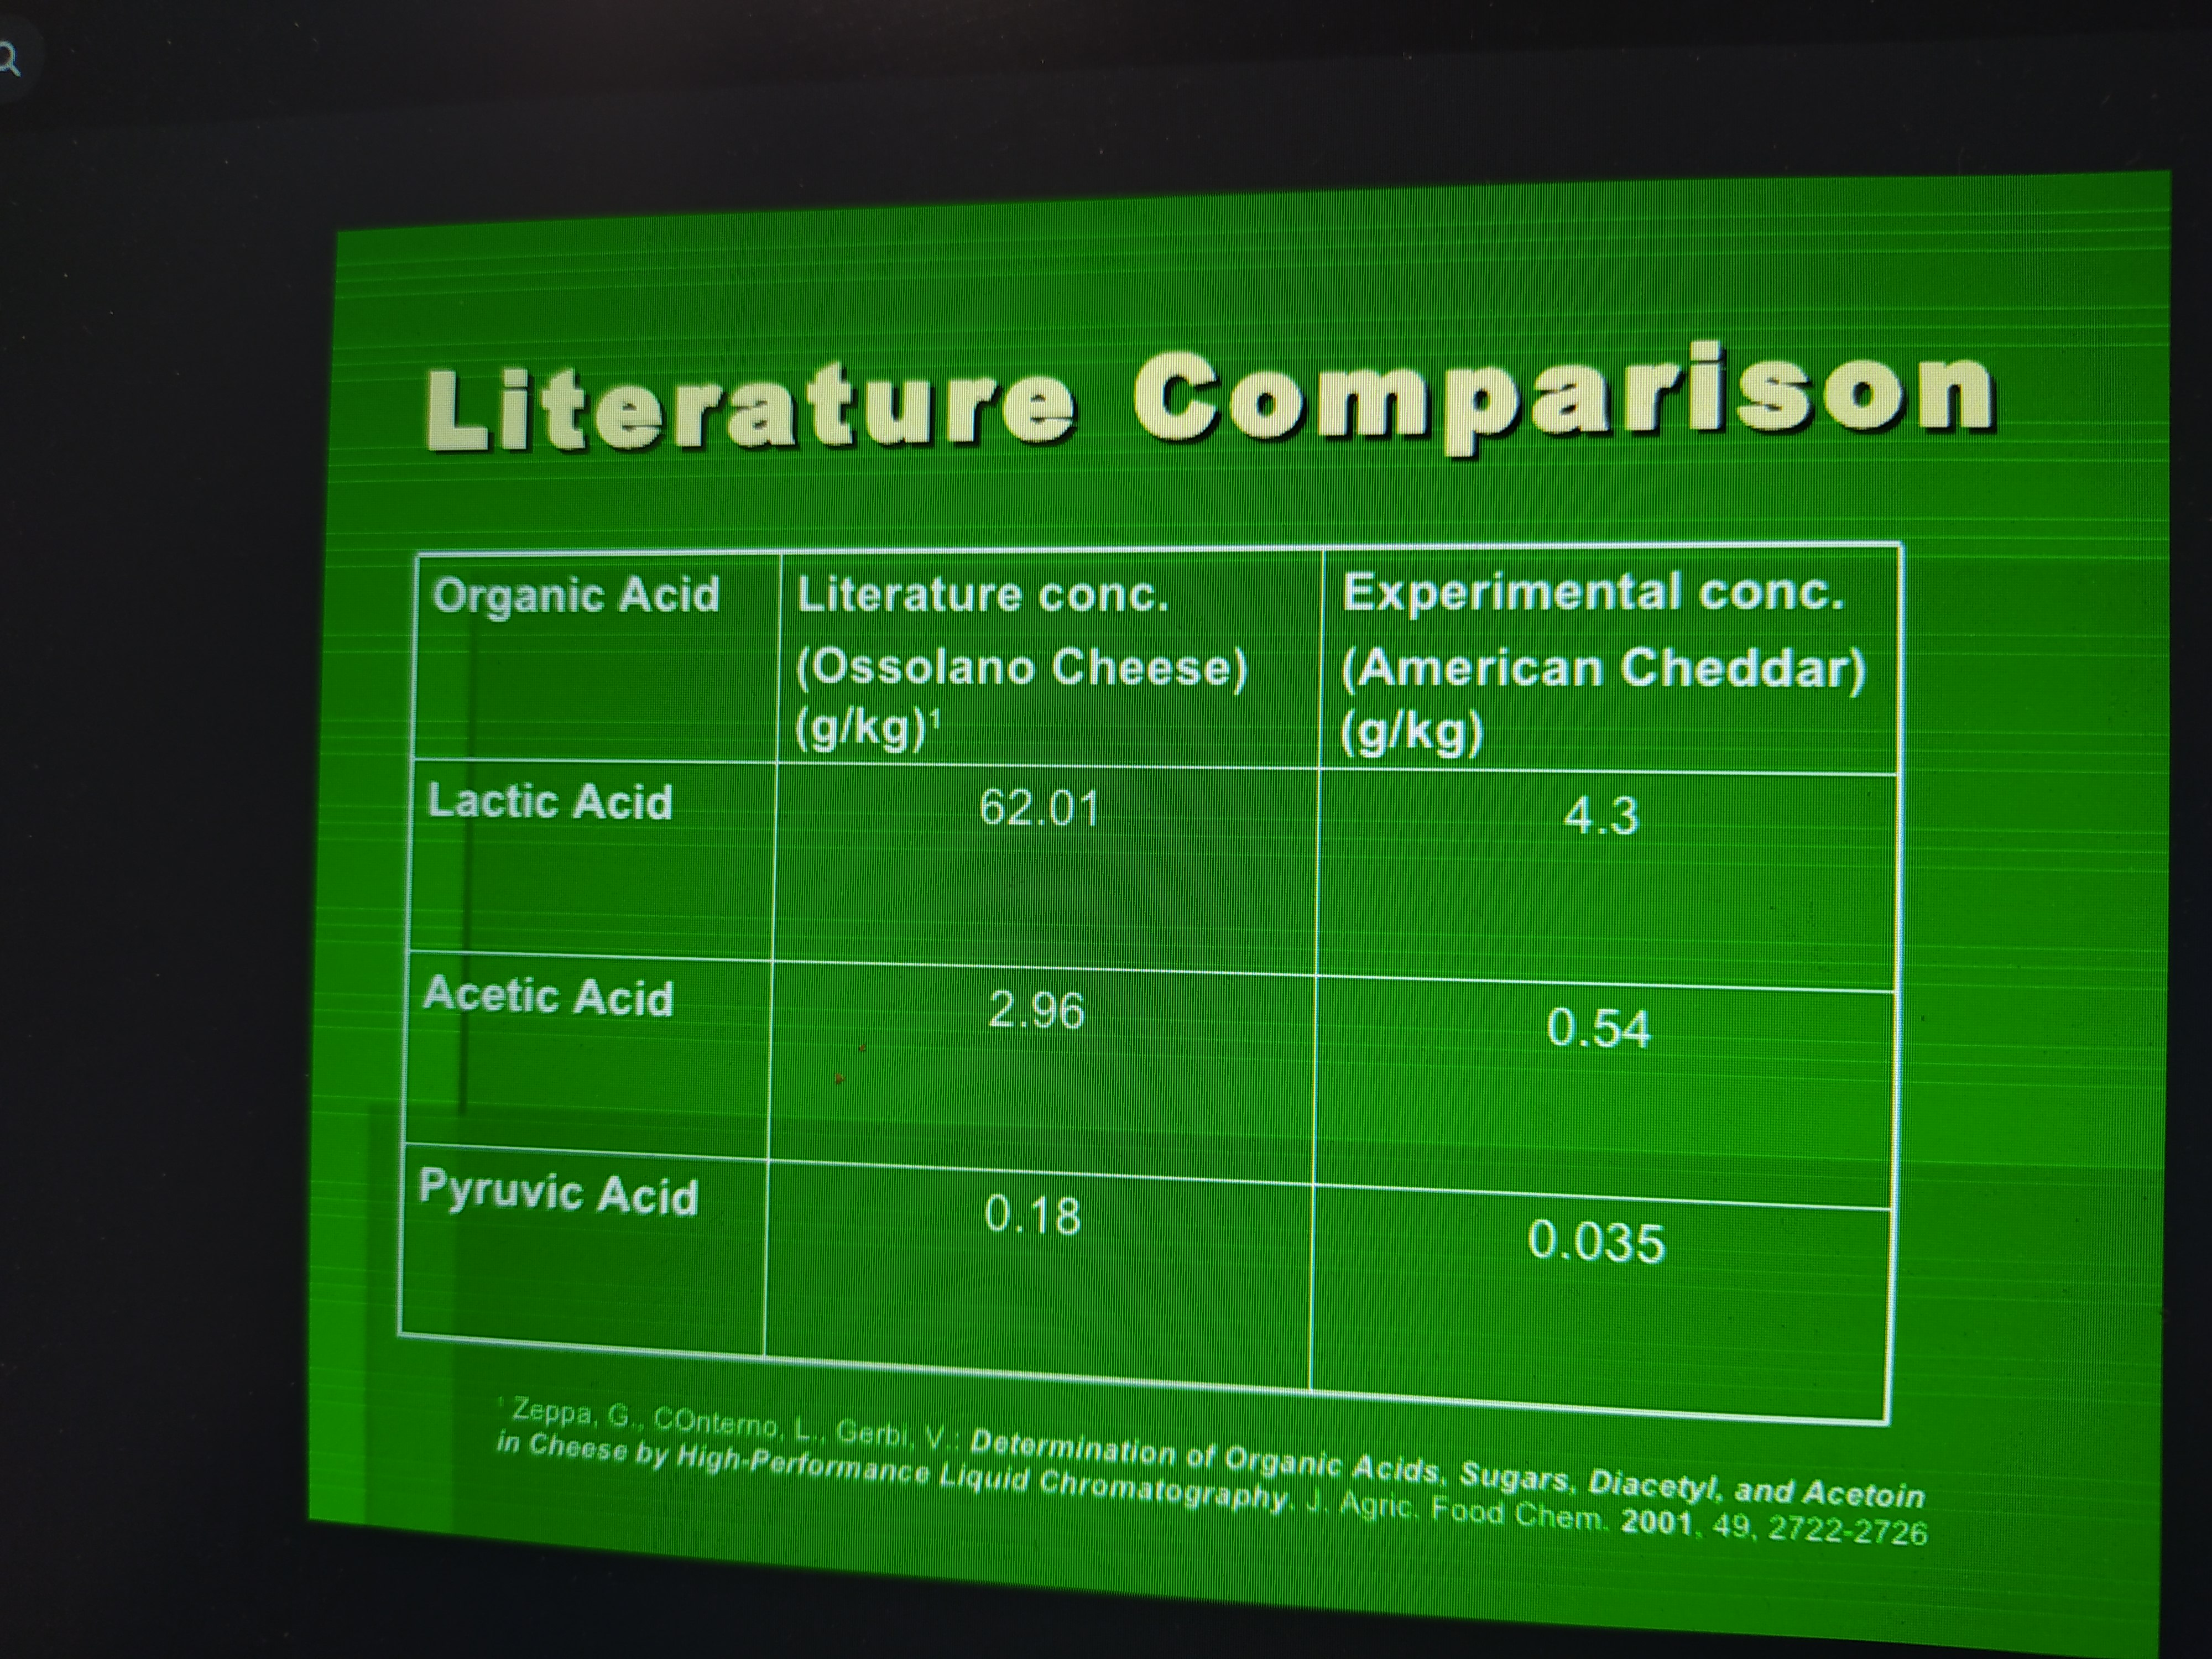 Literature Comparison
Organic Acid
Literature conc.
(Ossolano Cheese)
(g/kg)¹
Experimental conc.
(American Cheddar)
(g/kg)
Lactic Acid
62.01
4.3
Acetic Acid
2.96
0.54
Pyruvic Acid
0.18
0.035
¹ Zeppa, G., COnterno, L., Gerbi, V.: Determination of Organic Acids, Sugars, Diacetyl, and Acetoin
in Cheese by High-Performance Liquid Chromatography. J. Agric. Food Chem. 2001, 49, 2722-2726